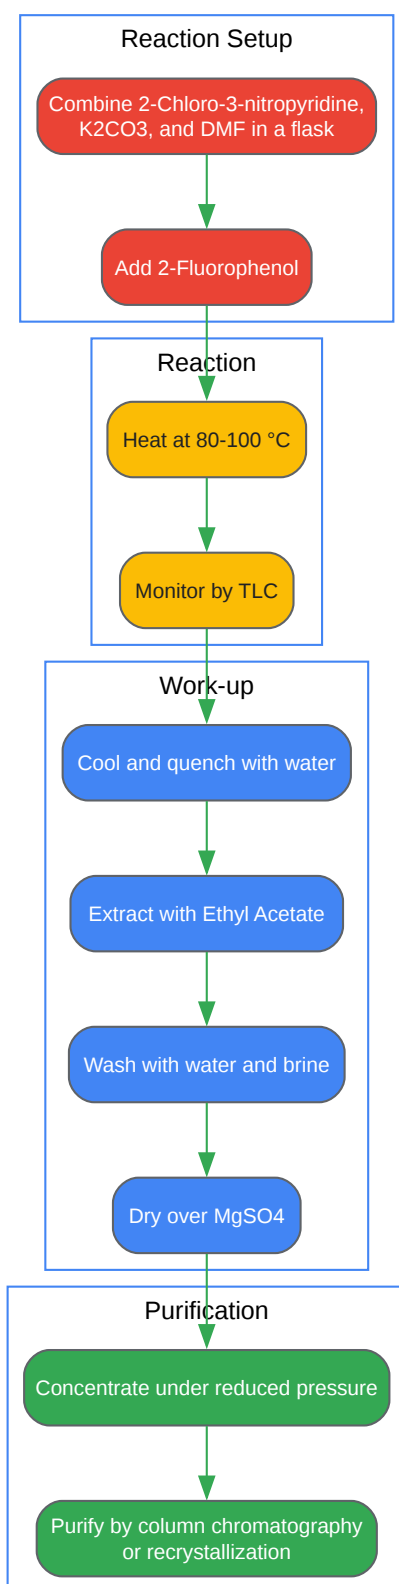 Reaction Setup
Combine 2-Chloro-3-nitropyridine,
K2CO3, and DMF in a flask
Add 2-Fluorophenol
Reaction
Heat at 80-100 °C
Monitor by TLC
Work-up
Cool and quench with water
Extract with Ethyl Acetate
Wash with water and brine
Dry over MgSO4
Purification
Concentrate under reduced pressure
Purify by column chromatography
or recrystallization